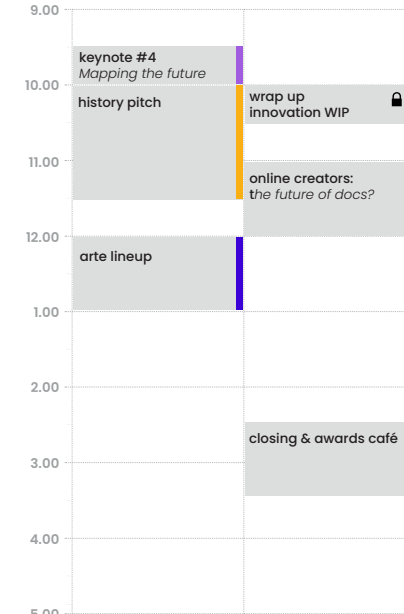 9.00
keynote #4
Mapping the future
10.00
history pitch
wrap up
innovation WIP
11.00
online creators:
the future of docs?
12.00
arte lineup
1.00
2.00
closing & awards café
3.00
4.00
5.00